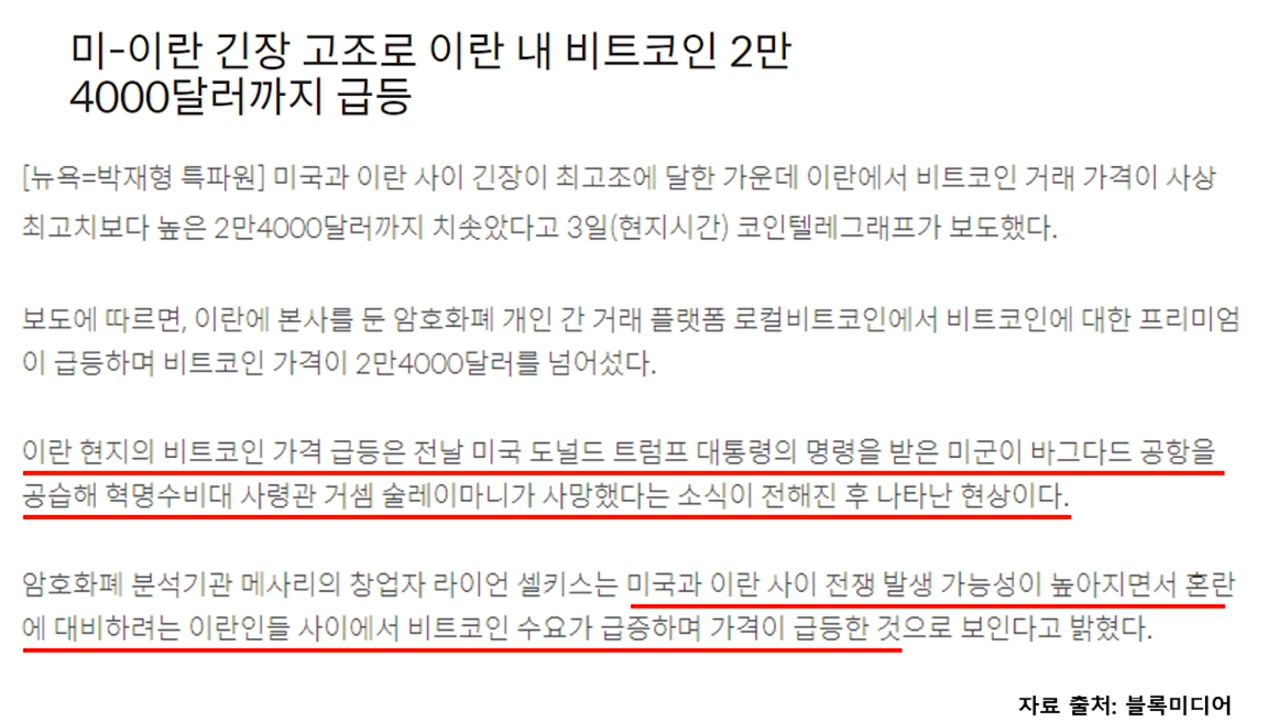 미-이란 긴장 고조로 이란 내 비트코인 2만
4000달러까지 급등
[뉴욕=박재형 특파원] 미국과 이란 사이 긴장이 최고조에 달한 가운데 이란에서 비트코인 거래 가격이 사상
최고치보다 높은 2만4000달러까지 치솟았다고 3일(현지시간) 코인텔레그래프가 보도했다.
보도에 따르면, 이란에 본사를 둔 암호화폐 개인 간 거래 플랫폼 로컬비트코인에서 비트코인에 대한 프리미엄
이 급등하며 비트코인 가격이 2만4000달러를 넘어섰다.
이란 현지의 비트코인 가격 급등은 전날 미국 도널드 트럼프 대통령의 명령을 받은 미군이 바그다드 공항을
공습해 혁명수비대 사령관 거셈 술레이마니가 사망했다는 소식이 전해진 후 나타난 현상이다.
암호화폐 분석기관 메사리의 창업자 라이언 셀키스는 미국과 이란 사이 전쟁 발생 가능성이 높아지면서 혼란
에 대비하려는 이란인들 사이에서 비트코인 수요가 급증하며 가격이 급등한 것으로 보인다고 밝혔다.
자료 출처: 블록미디어